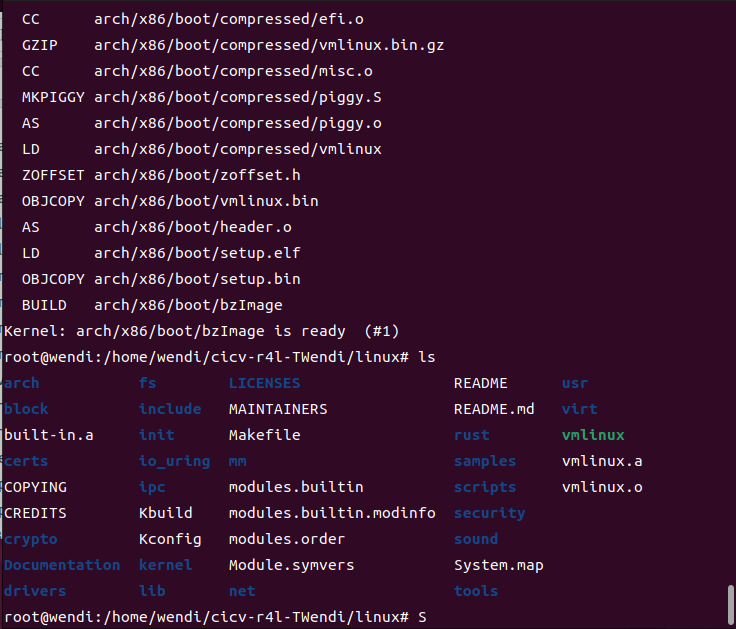 CC      arch/x86/boot/compressed/efi.o
GZIP    arch/x86/boot/compressed/vmlinux.bin.gz
CC      arch/x86/boot/compressed/misc.o
MKPIGGY arch/x86/boot/compressed/piggy.S
AS      arch/x86/boot/compressed/piggy.o
LD      arch/x86/boot/compressed/vmlinux
ZOFFSET arch/x86/boot/zoffset.h
OBJCOPY arch/x86/boot/vmlinux.bin
AS      arch/x86/boot/header.o
LD      arch/x86/boot/setup.elf
OBJCOPY arch/x86/boot/setup.bin
BUILD   arch/x86/boot/bzImage
Kernel: arch/x86/boot/bzImage is ready  (#1)
root@wendi:/home/wendi/cicv-r4l-TWendi/linux# ls
arch           fs        LICENSES                 README      usr
block          include   MAINTAINERS              README.md   virt
built-in.a     init      Makefile                 rust        vmlinux
certs          io_uring  mm                       samples     vmlinux.a
COPYING        ipc       modules.builtin          scripts     vmlinux.o
CREDITS        Kbuild    modules.builtin.modinfo  security
crypto         Kconfig   modules.order            sound
Documentation  kernel    Module.symvers           System.map
drivers        lib       net                      tools
root@wendi:/home/wendi/cicv-r4l-TWendi/linux# S